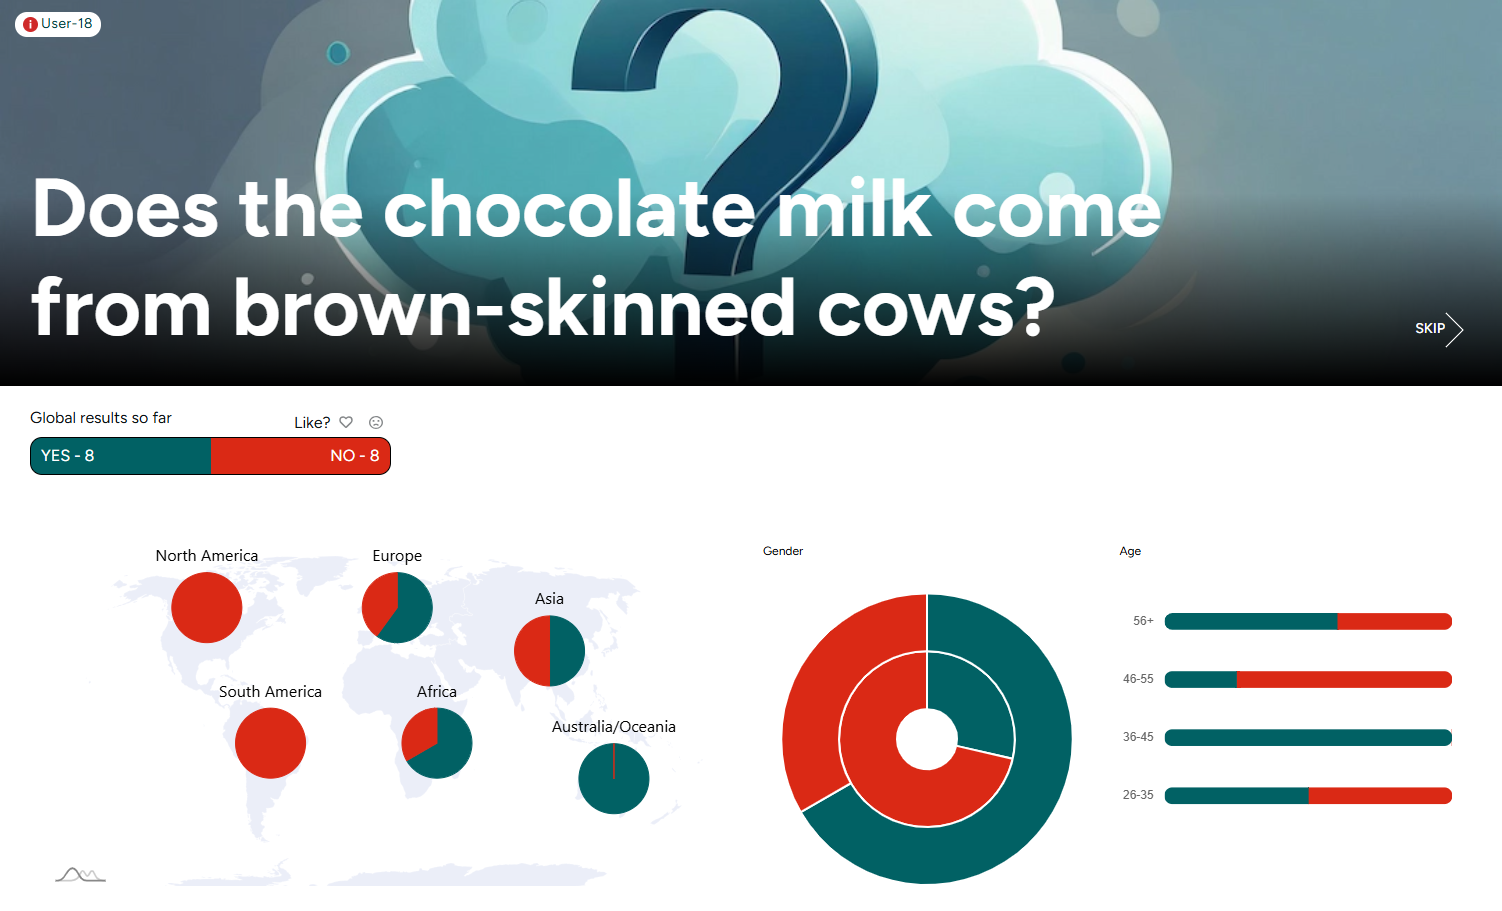 User-18
Does the chocolate milk come
from brown-skinned cows?
SKIP
Global results so far
Like?
YES - 8
NO - 8
North America
Europe
Asia
South America
Africa
Australia/Oceania
Gender
Age
56+
46-55
36-45
26-35